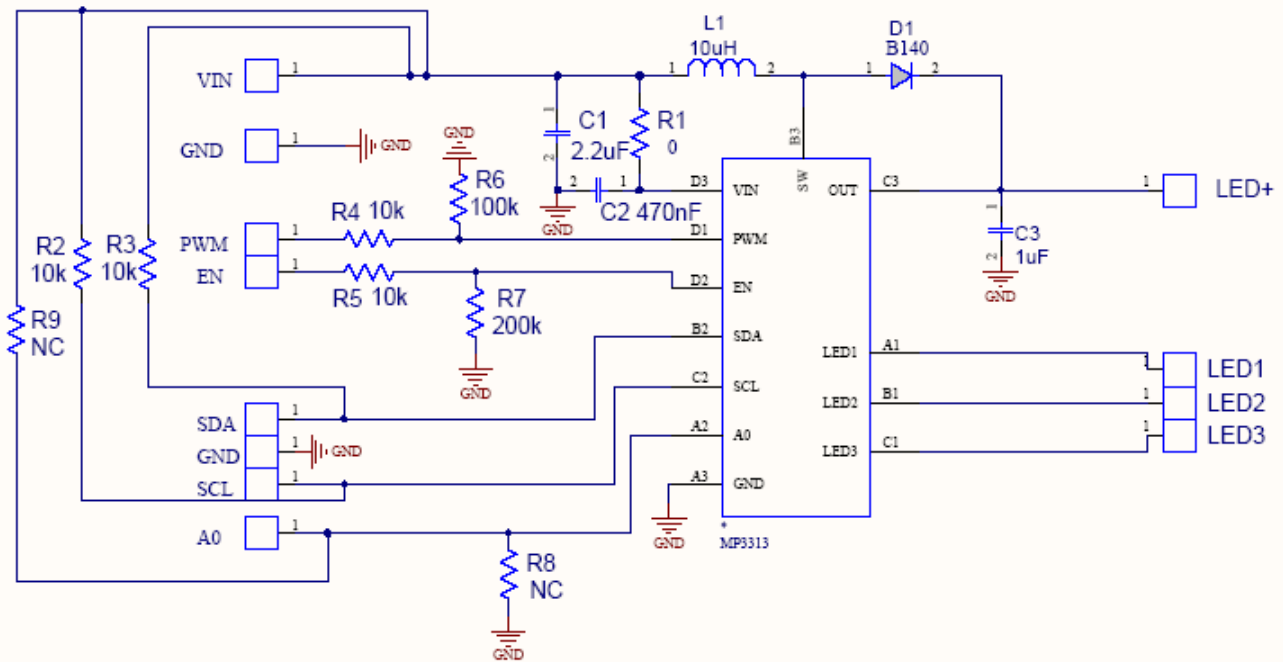 L1
10uH
1
2
D1
B140
1
2
VIN
1
GND
1
GND
GND
C1
2.2uF
1
2
R1
0
B3
SW
2
1
C2 470nF
GND
D3
VIN
OUT
C3
1
LED+
R6
100k
R4
10k
PWM
1
D1
PWM
C3
1uF
1
2
GND
R2
10k
R3
10k
EN
1
R5
10k
D2
EN
R7
200k
GND
R9
NC
B2
SDA
LED1
A1
1
LED1
C2
SCL
LED2
B1
1
LED2
SDA
1
A2
A0
LED3
C1
1
LED3
GND
1
GND
SCL
1
A3
GND
GND
A0
1
*
MP3313
R8
NC
GND